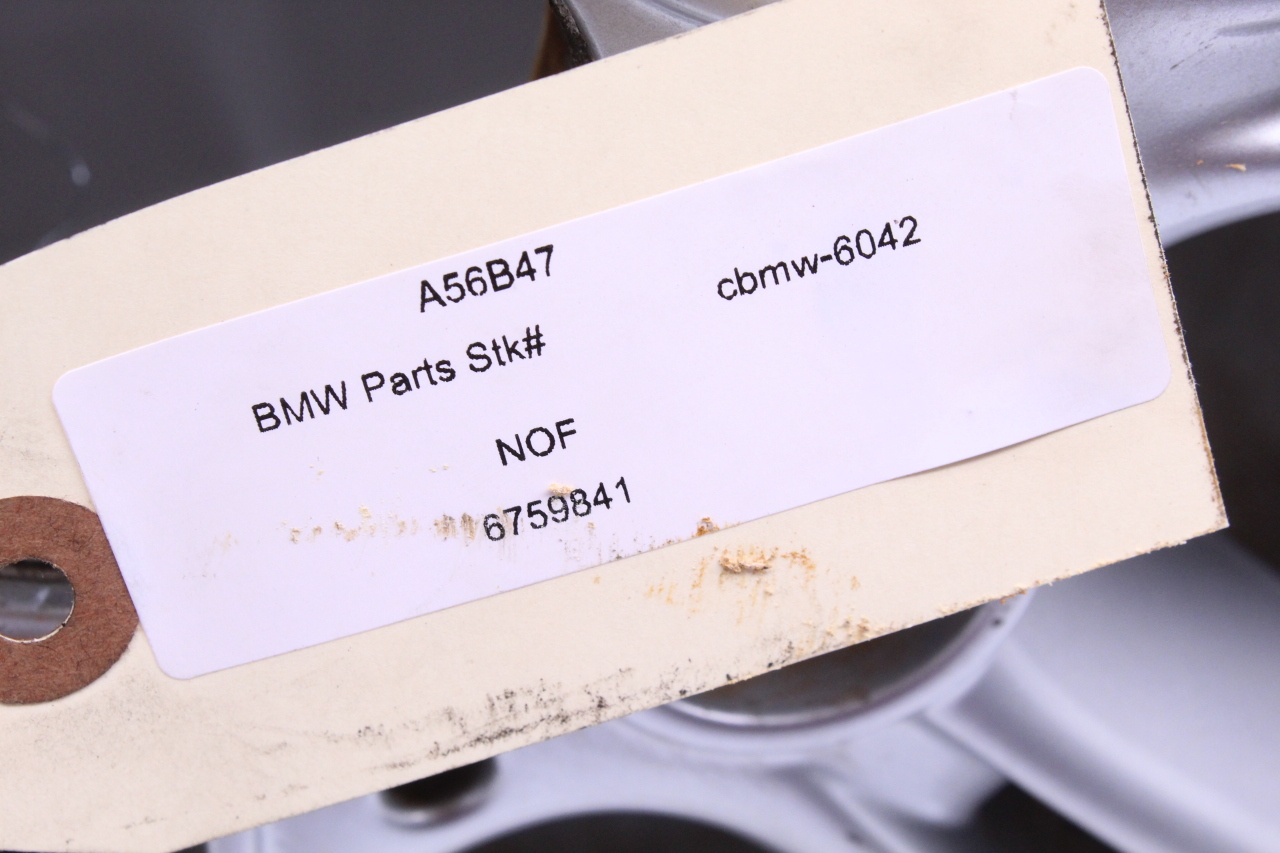 A56B47
cbmw-6042
BMW Parts Stk#
NOF
6759841